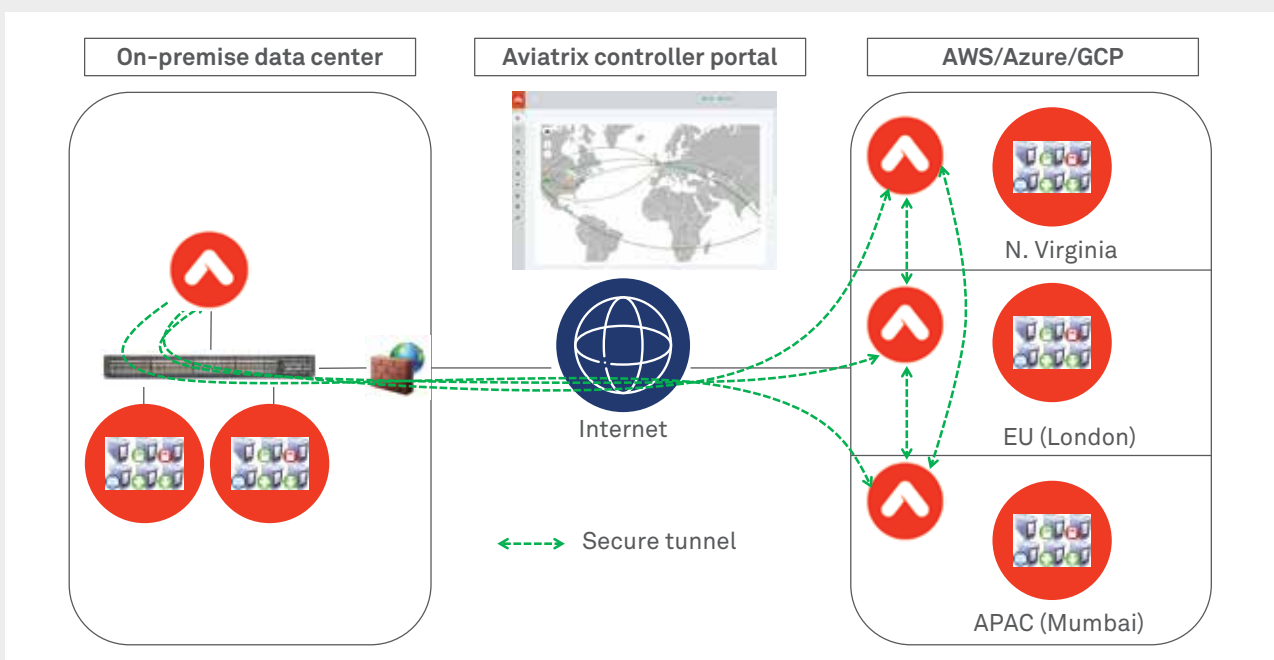 On-premise data center
Aviatrix controller portal
AWS/Azure/GCP
N. Virginia
EU (London)
Internet
Secure tunnel
APAC (Mumbai)